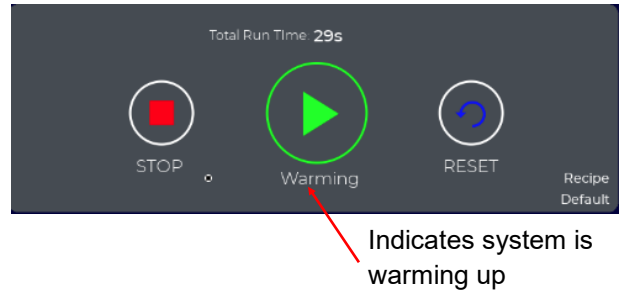 Total Run TIme: 29s
STOP
Warming
RESET
Recipe
Default
Indicates system is
warming up